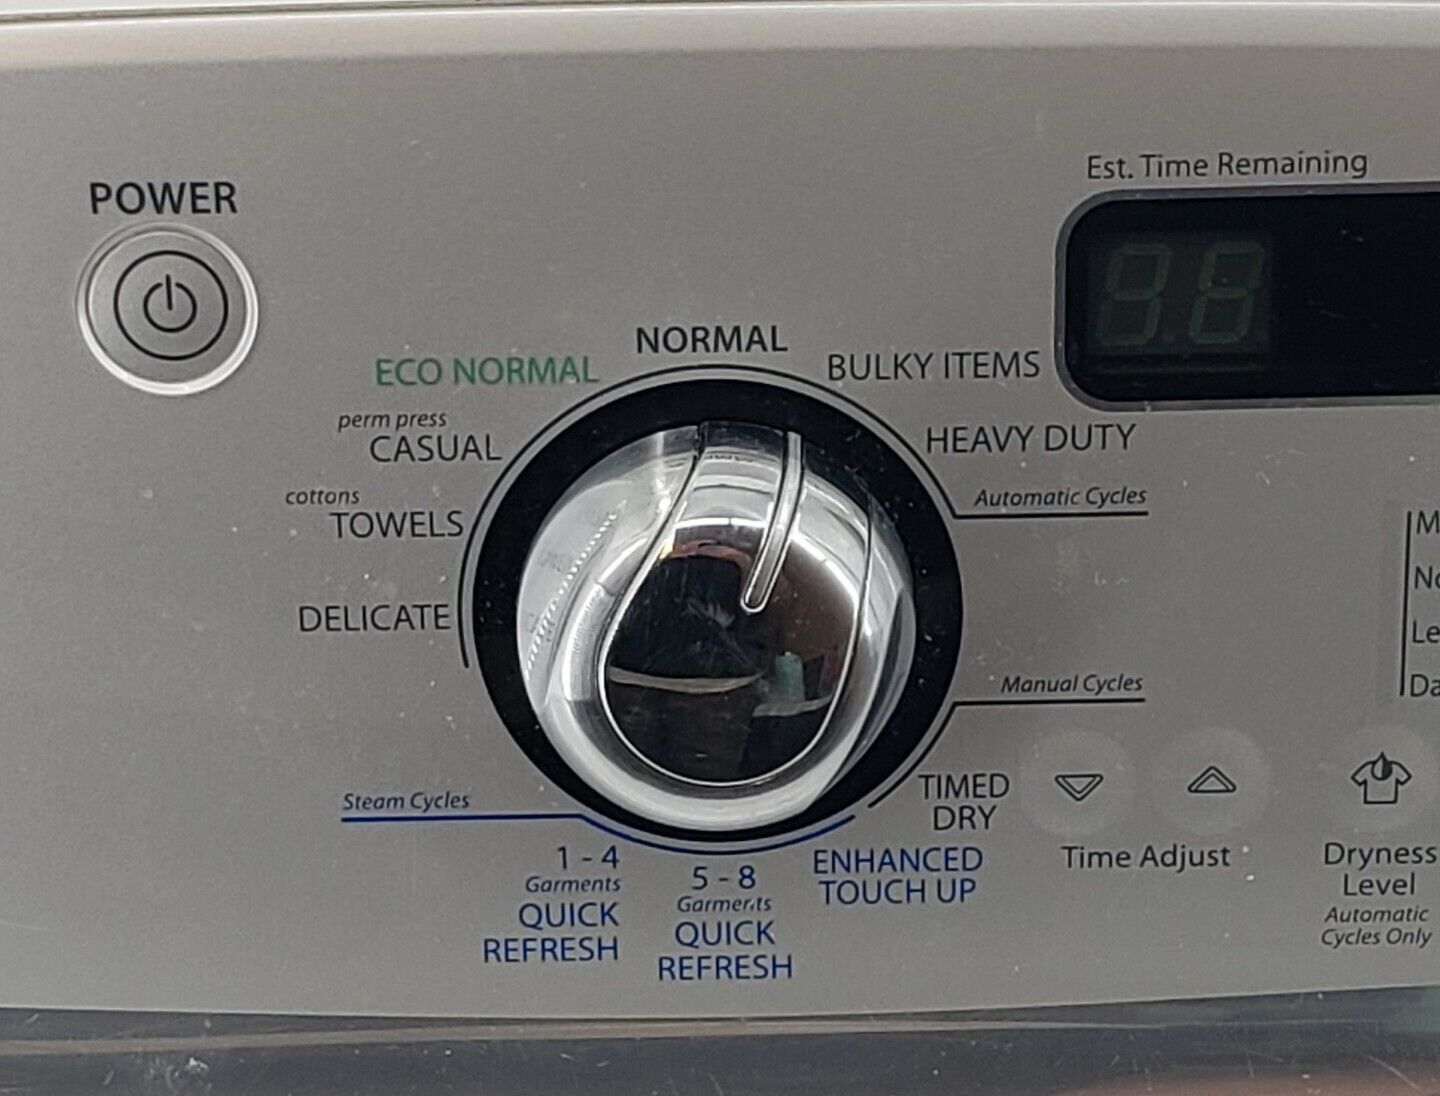 POWER
Est. Time Remaining
8.8
NORMAL
ECO NORMAL
BULKY ITEMS
perm press
CASUAL
HEAVY DUTY
cottons
TOWELS
Automatic Cycles
DELICATE
Manual Cycles
TIMED
DRY
Steam Cycles
1 - 4
Garments
QUICK
REFRESH
5 - 8
Garments
QUICK
REFRESH
ENHANCED
TOUCH UP
Time Adjust
Dryness
Level
Automatic
Cycles Only